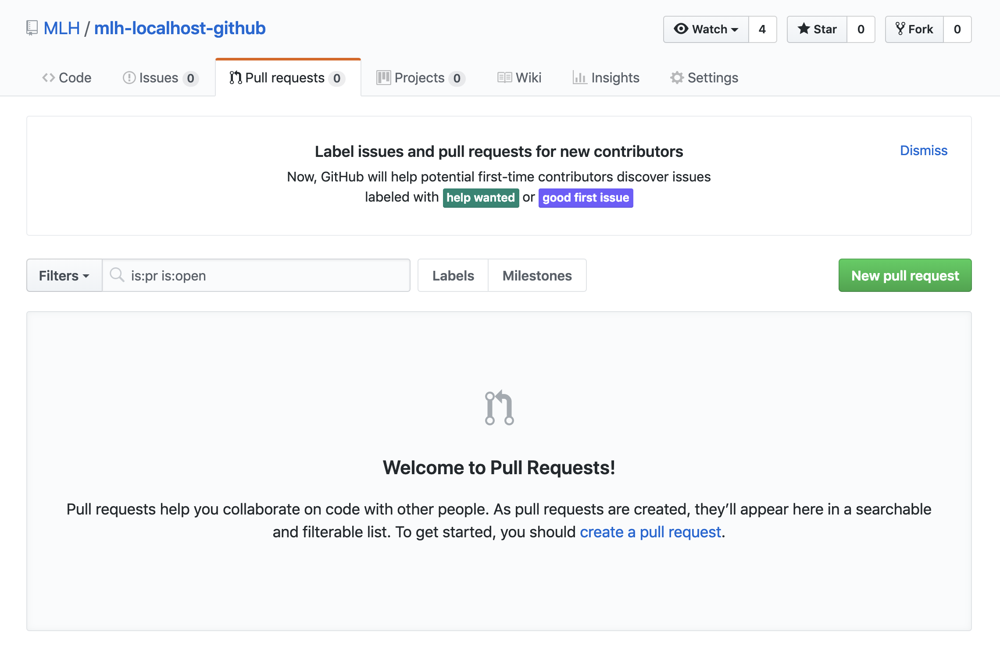 MLH / mlh-localhost-github
Watch 4 Star 0 Fork 0
Code Issues 0 Pull requests 0 Projects 0 Wiki Insights Settings
Label issues and pull requests for new contributors
Dismiss
Now, GitHub will help potential first-time contributors discover issues
labeled with help wanted or good first issue
Filters is:pr is:open Labels Milestones New pull request
Welcome to Pull Requests!
Pull requests help you collaborate on code with other people. As pull requests are created, they’ll appear here in a searchable
and filterable list. To get started, you should create a pull request.